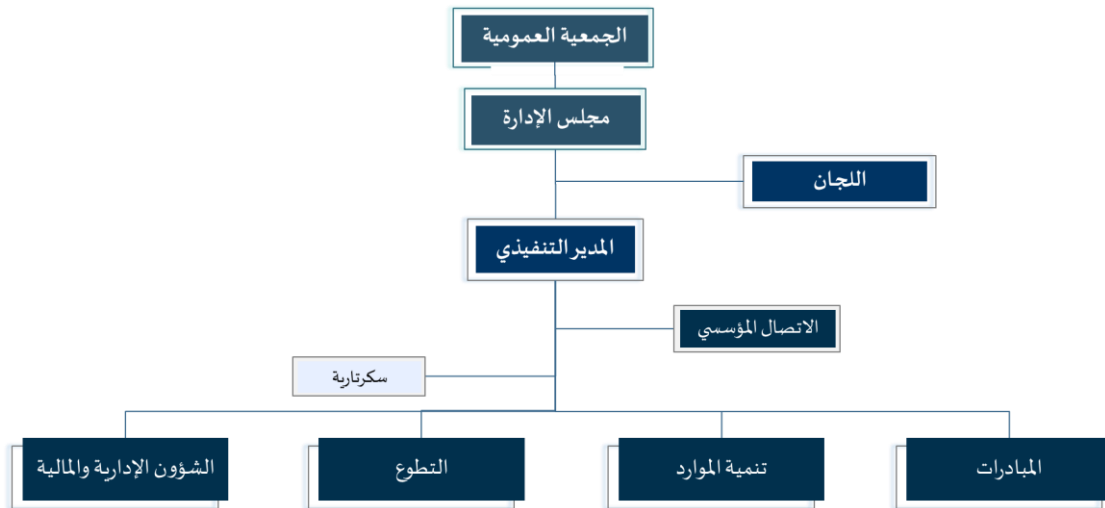 الجمعية العمومية
مجلس الإدارة
اللجان
المدير التنفيذي
الاتصال المؤسسي
سكرتارية
المبادرات
تنمية الموارد
التطوع
الشؤون الإدارية والمالية